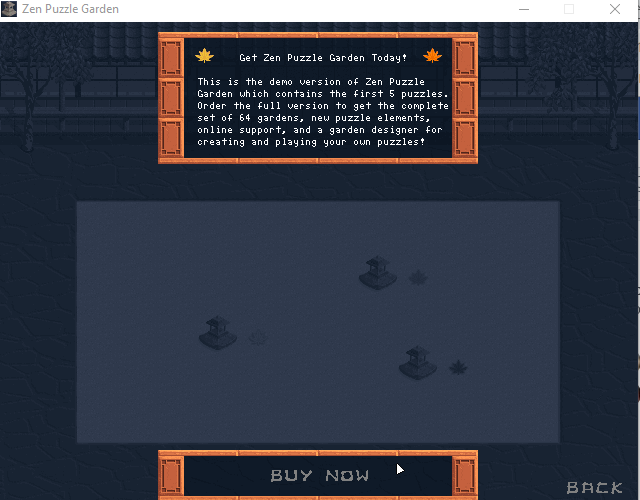 Zen Puzzle Garden
Get Zen Puzzle Garden Today!
This is the demo version of Zen Puzzle
Garden which contains the first 5 puzzles.
Order the full version to get the complete
set of 64 gardens, new puzzle elements,
online support, and a garden designer for
creating and playing your own puzzles!
BUY NOW
BACK